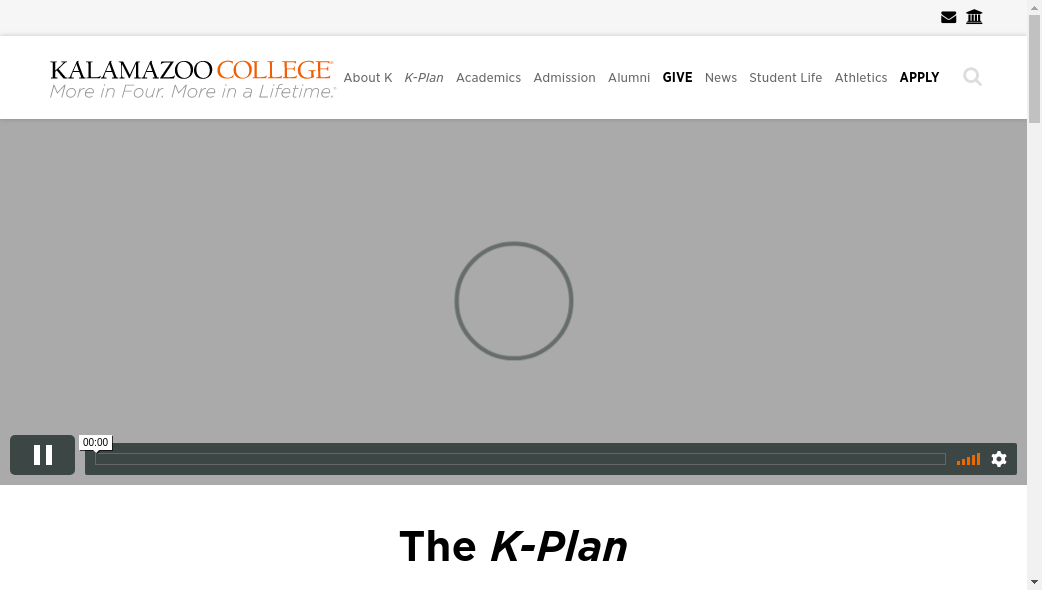 KALAMAZOO COLLEGE
More in Four. More in a Lifetime.
About K K-Plan Academics Admission Alumni GIVE News Student Life Athletics APPLY
00:00
The K-Plan